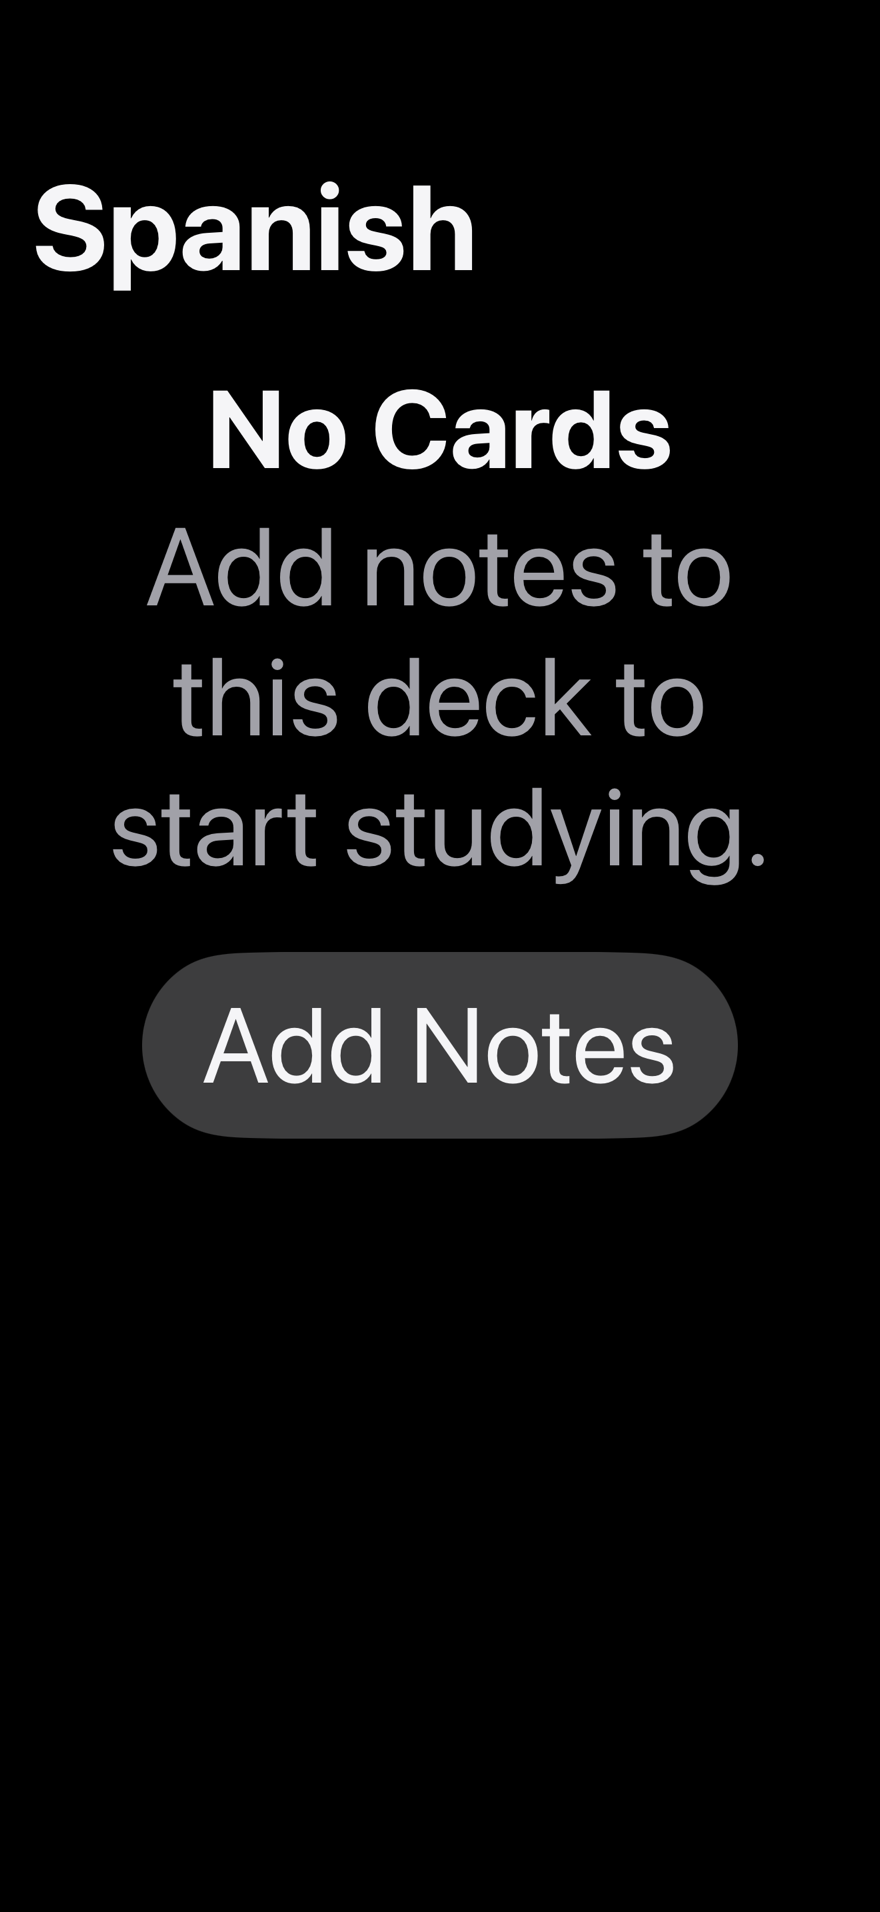 Spanish
No Cards
Add notes to
this deck to
start studying.
Add Notes